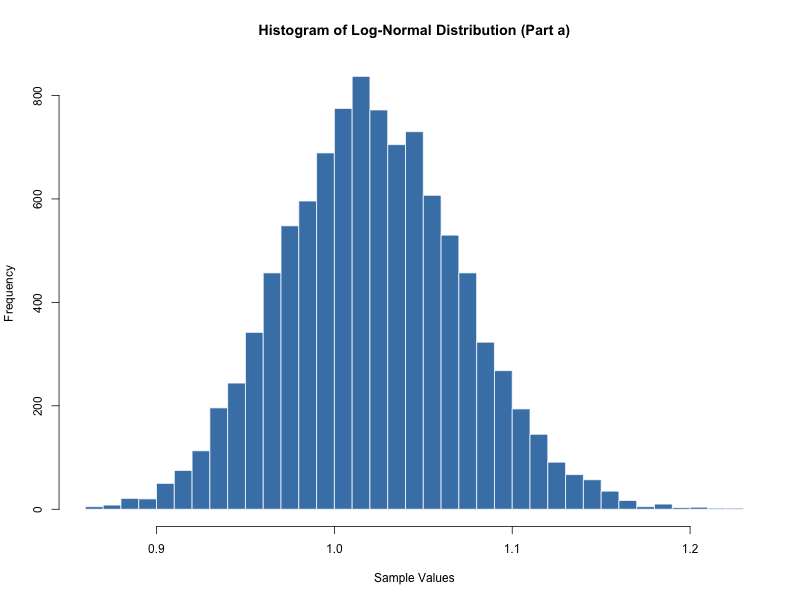 Histogram of Log-Normal Distribution (Part a)
Frequency
800
600
400
200
0
0.9 1.0 1.1 1.2
Sample Values